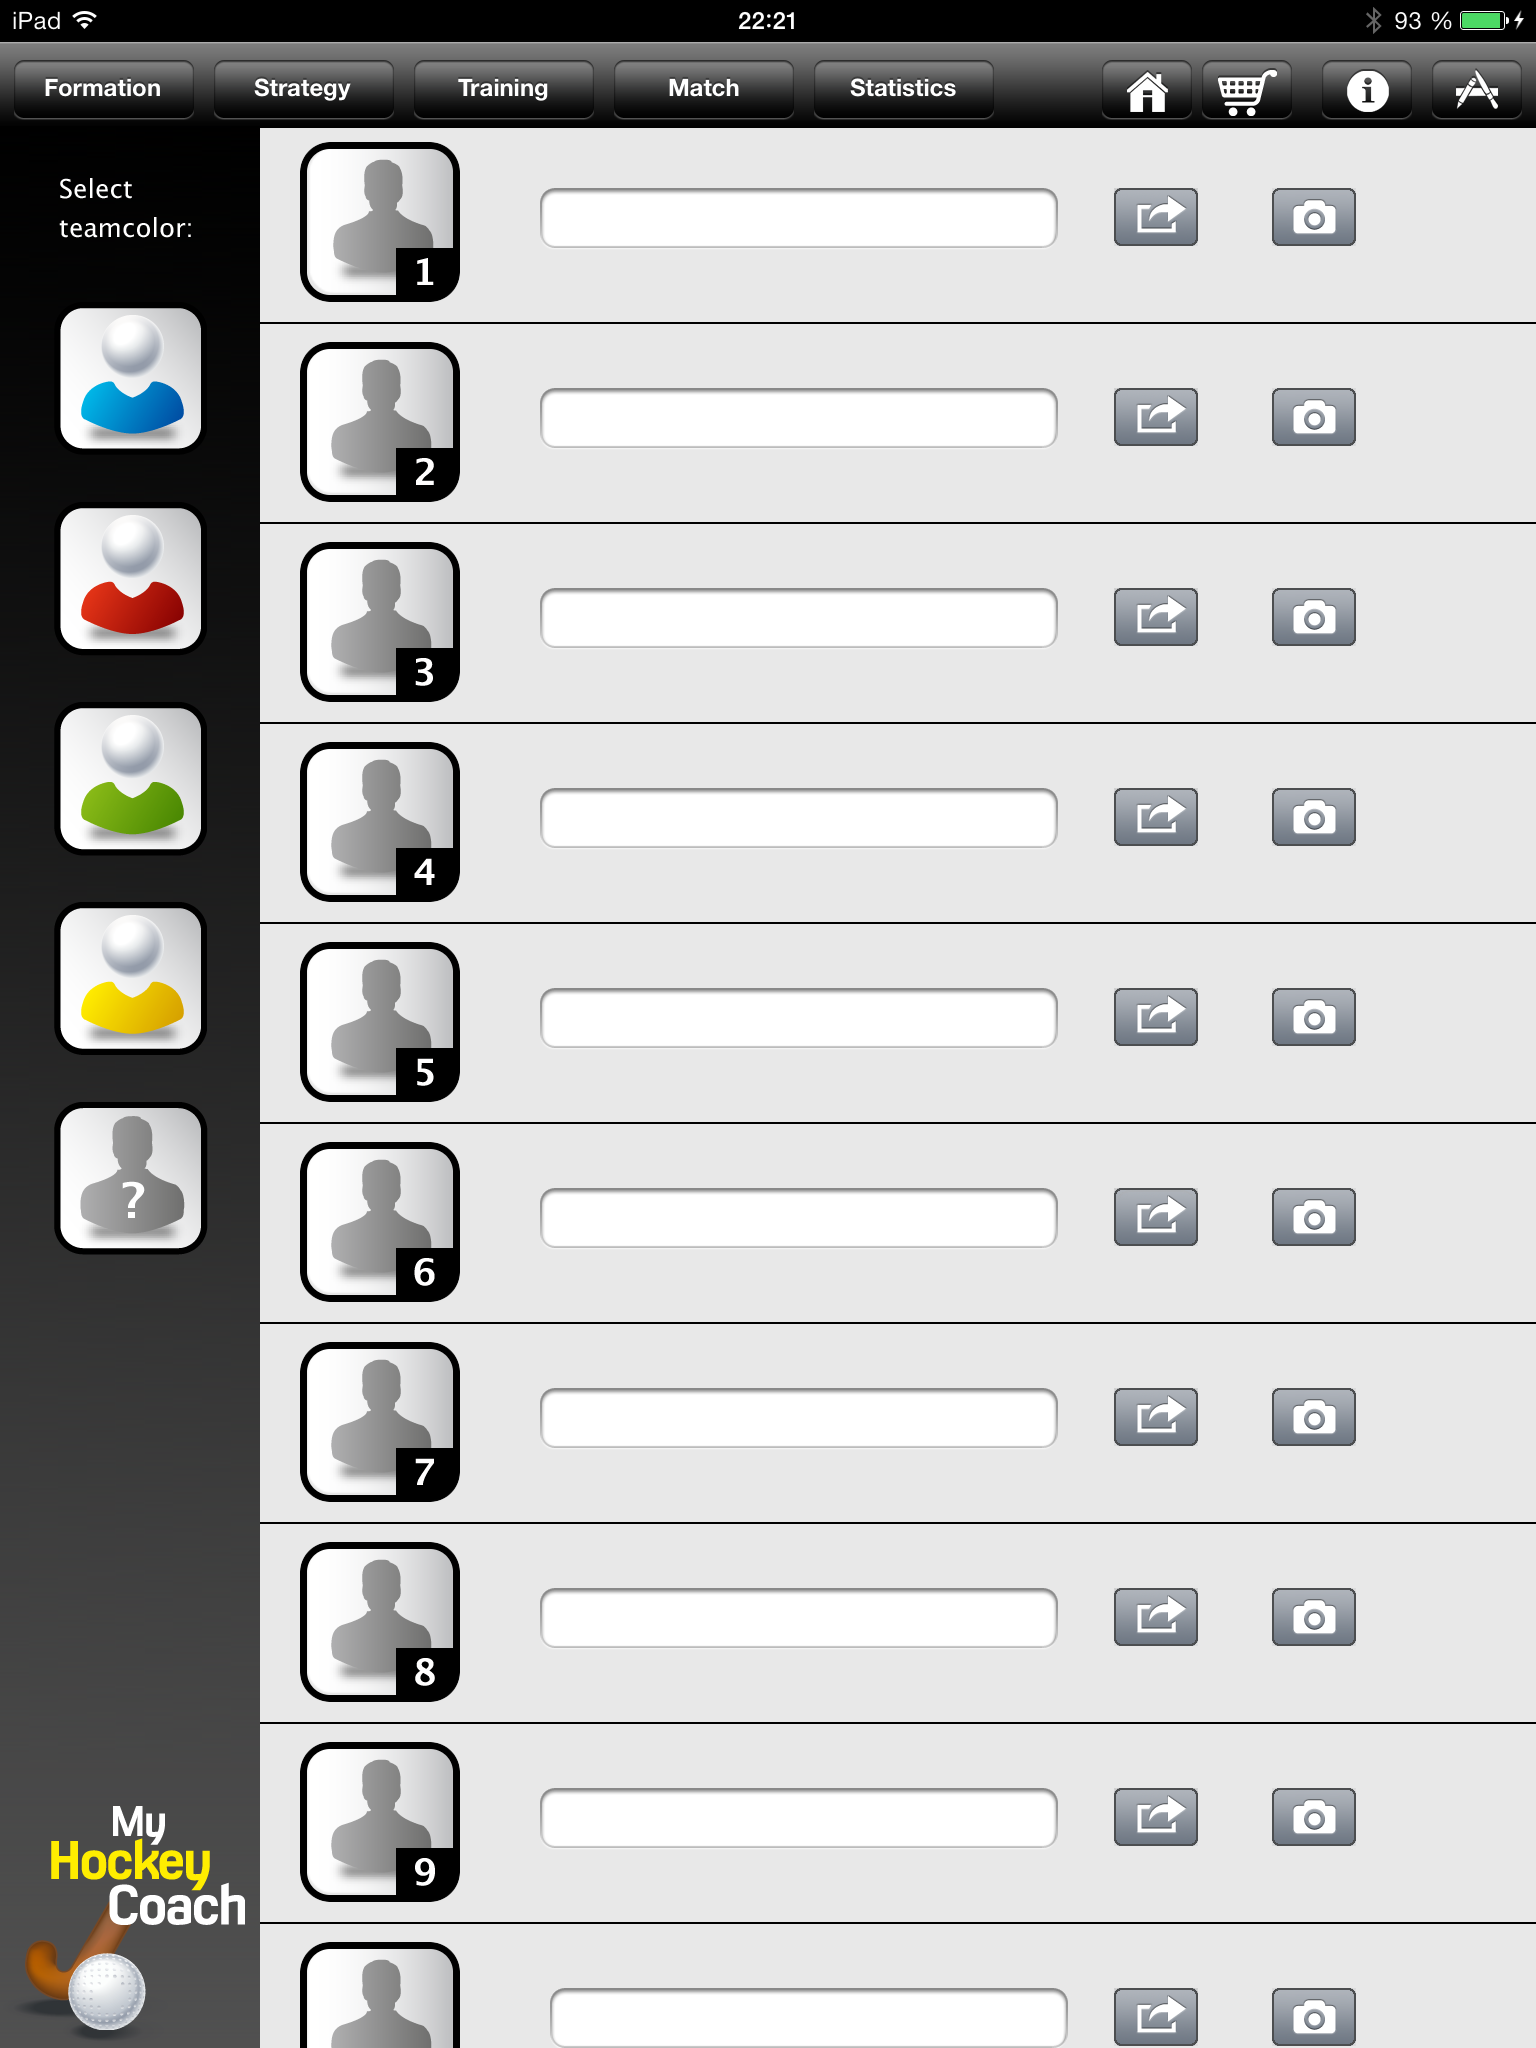 iPad
22:21
93 %
Formation
Strategy
Training
Match
Statistics
Select
teamcolor:
?
1
2
3
4
5
6
7
8
9
My
Hockey
Coach